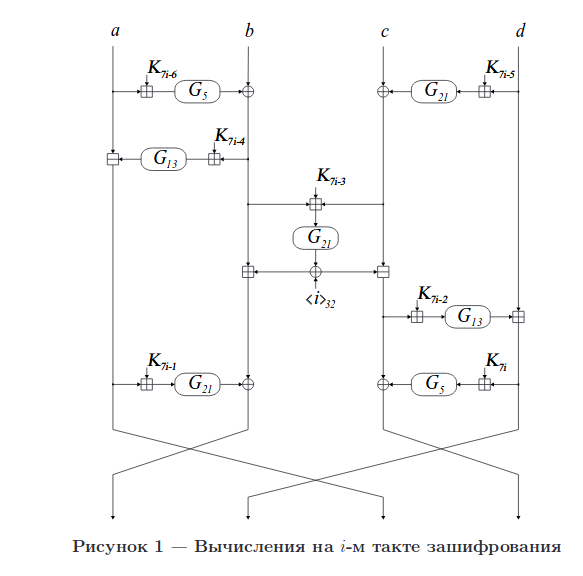 a b c d
K7i-6 G5 G21 K7i-5
K7i-4
G13
K7i-3
G21
<i>32
K7i-2
G13
K7i-1 G21 G5 K7i
Рисунок 1 — Вычисления на i-м такте зашифрования